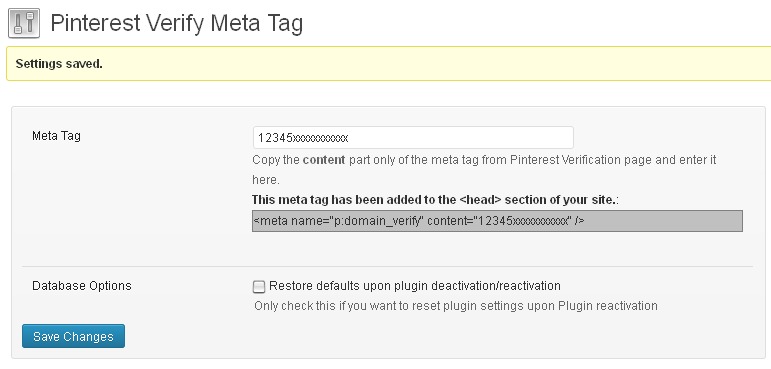 Pinterest Verify Meta Tag
Settings saved.
Meta Tag
12345xxxxxxxxxxx
Copy the content part only of the meta tag from Pinterest Verification page and enter it
here.
This meta tag has been added to the <head> section of your site.:
<meta name="p:domain_verify" content="12345xxxxxxxxxxx" />
Database Options
Restore defaults upon plugin deactivation/reactivation
Only check this if you want to reset plugin settings upon Plugin reactivation
Save Changes